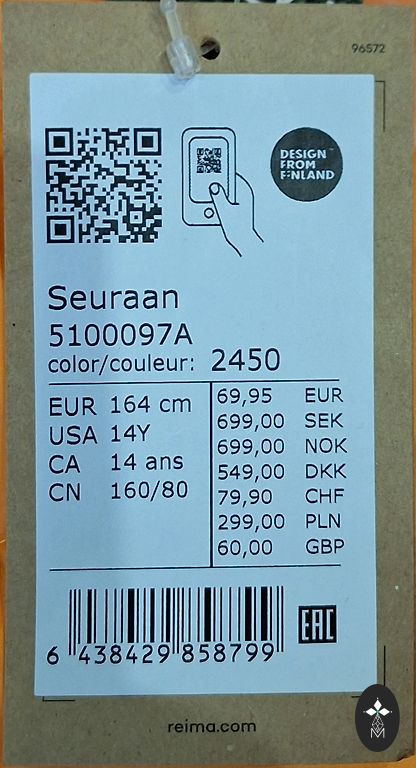 96572
DESIGN
FROM
FINLAND
Seuraan
5100097A
color/couleur: 2450
EUR 164 cm
USA 14Y
CA 14 ans
CN 160/80
69,95 EUR
699,00 SEK
699,00 NOK
549,00 DKK
79,90 CHF
299,00 PLN
60,00 GBP
6 438429 858799
EAC
reima.com
M